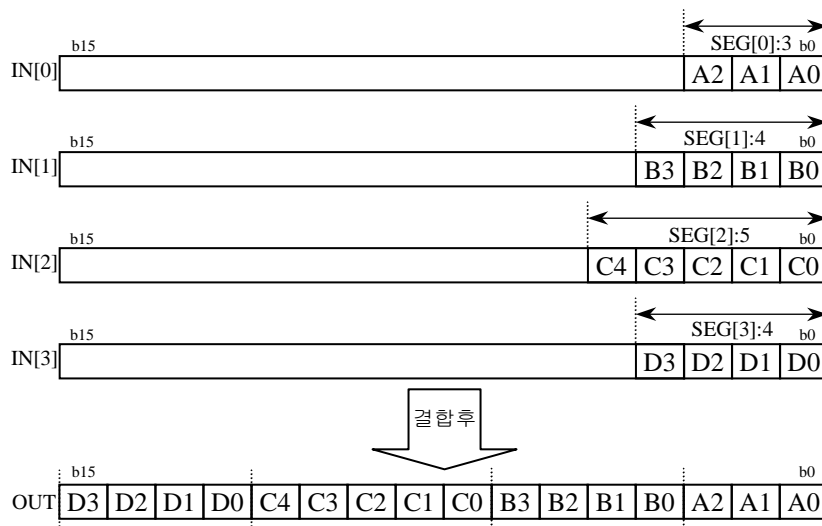 b15 SEG[0]:3 b0
IN[0] A2 A1 A0
b15 SEG[1]:4 b0
IN[1] B3 B2 B1 B0
b15 SEG[2]:5 b0
IN[2] C4 C3 C2 C1 C0
b15 SEG[3]:4 b0
IN[3] D3 D2 D1 D0
결합후
b15 b0
OUT D3 D2 D1 D0 C4 C3 C2 C1 C0 B3 B2 B1 B0 A2 A1 A0